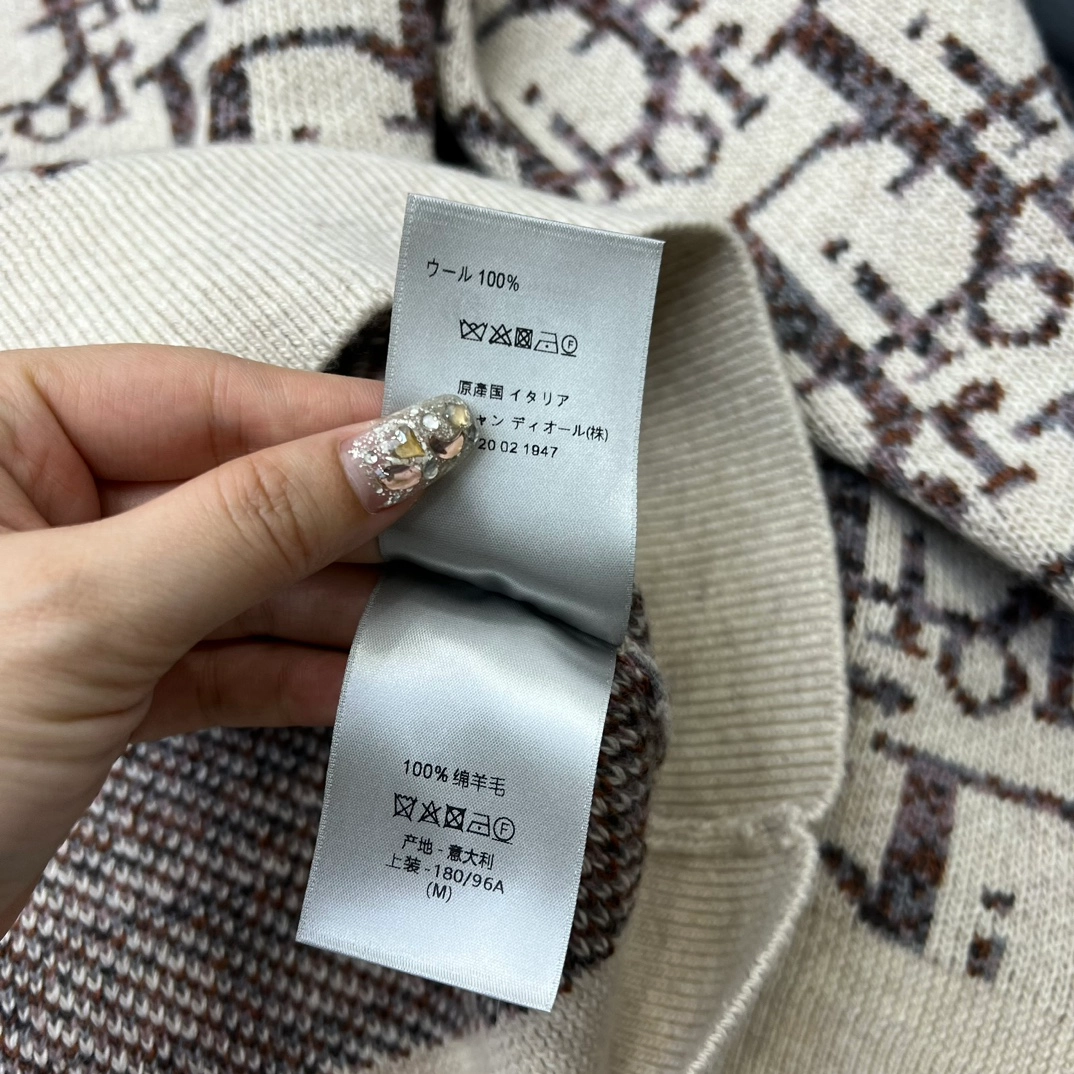 ウール 100%
F
原産国 イタリア
ャン ディオール(株)
20 02 1947
100% 绵羊毛
F
产地 - 意大利
上装 - 180/96A
(M)